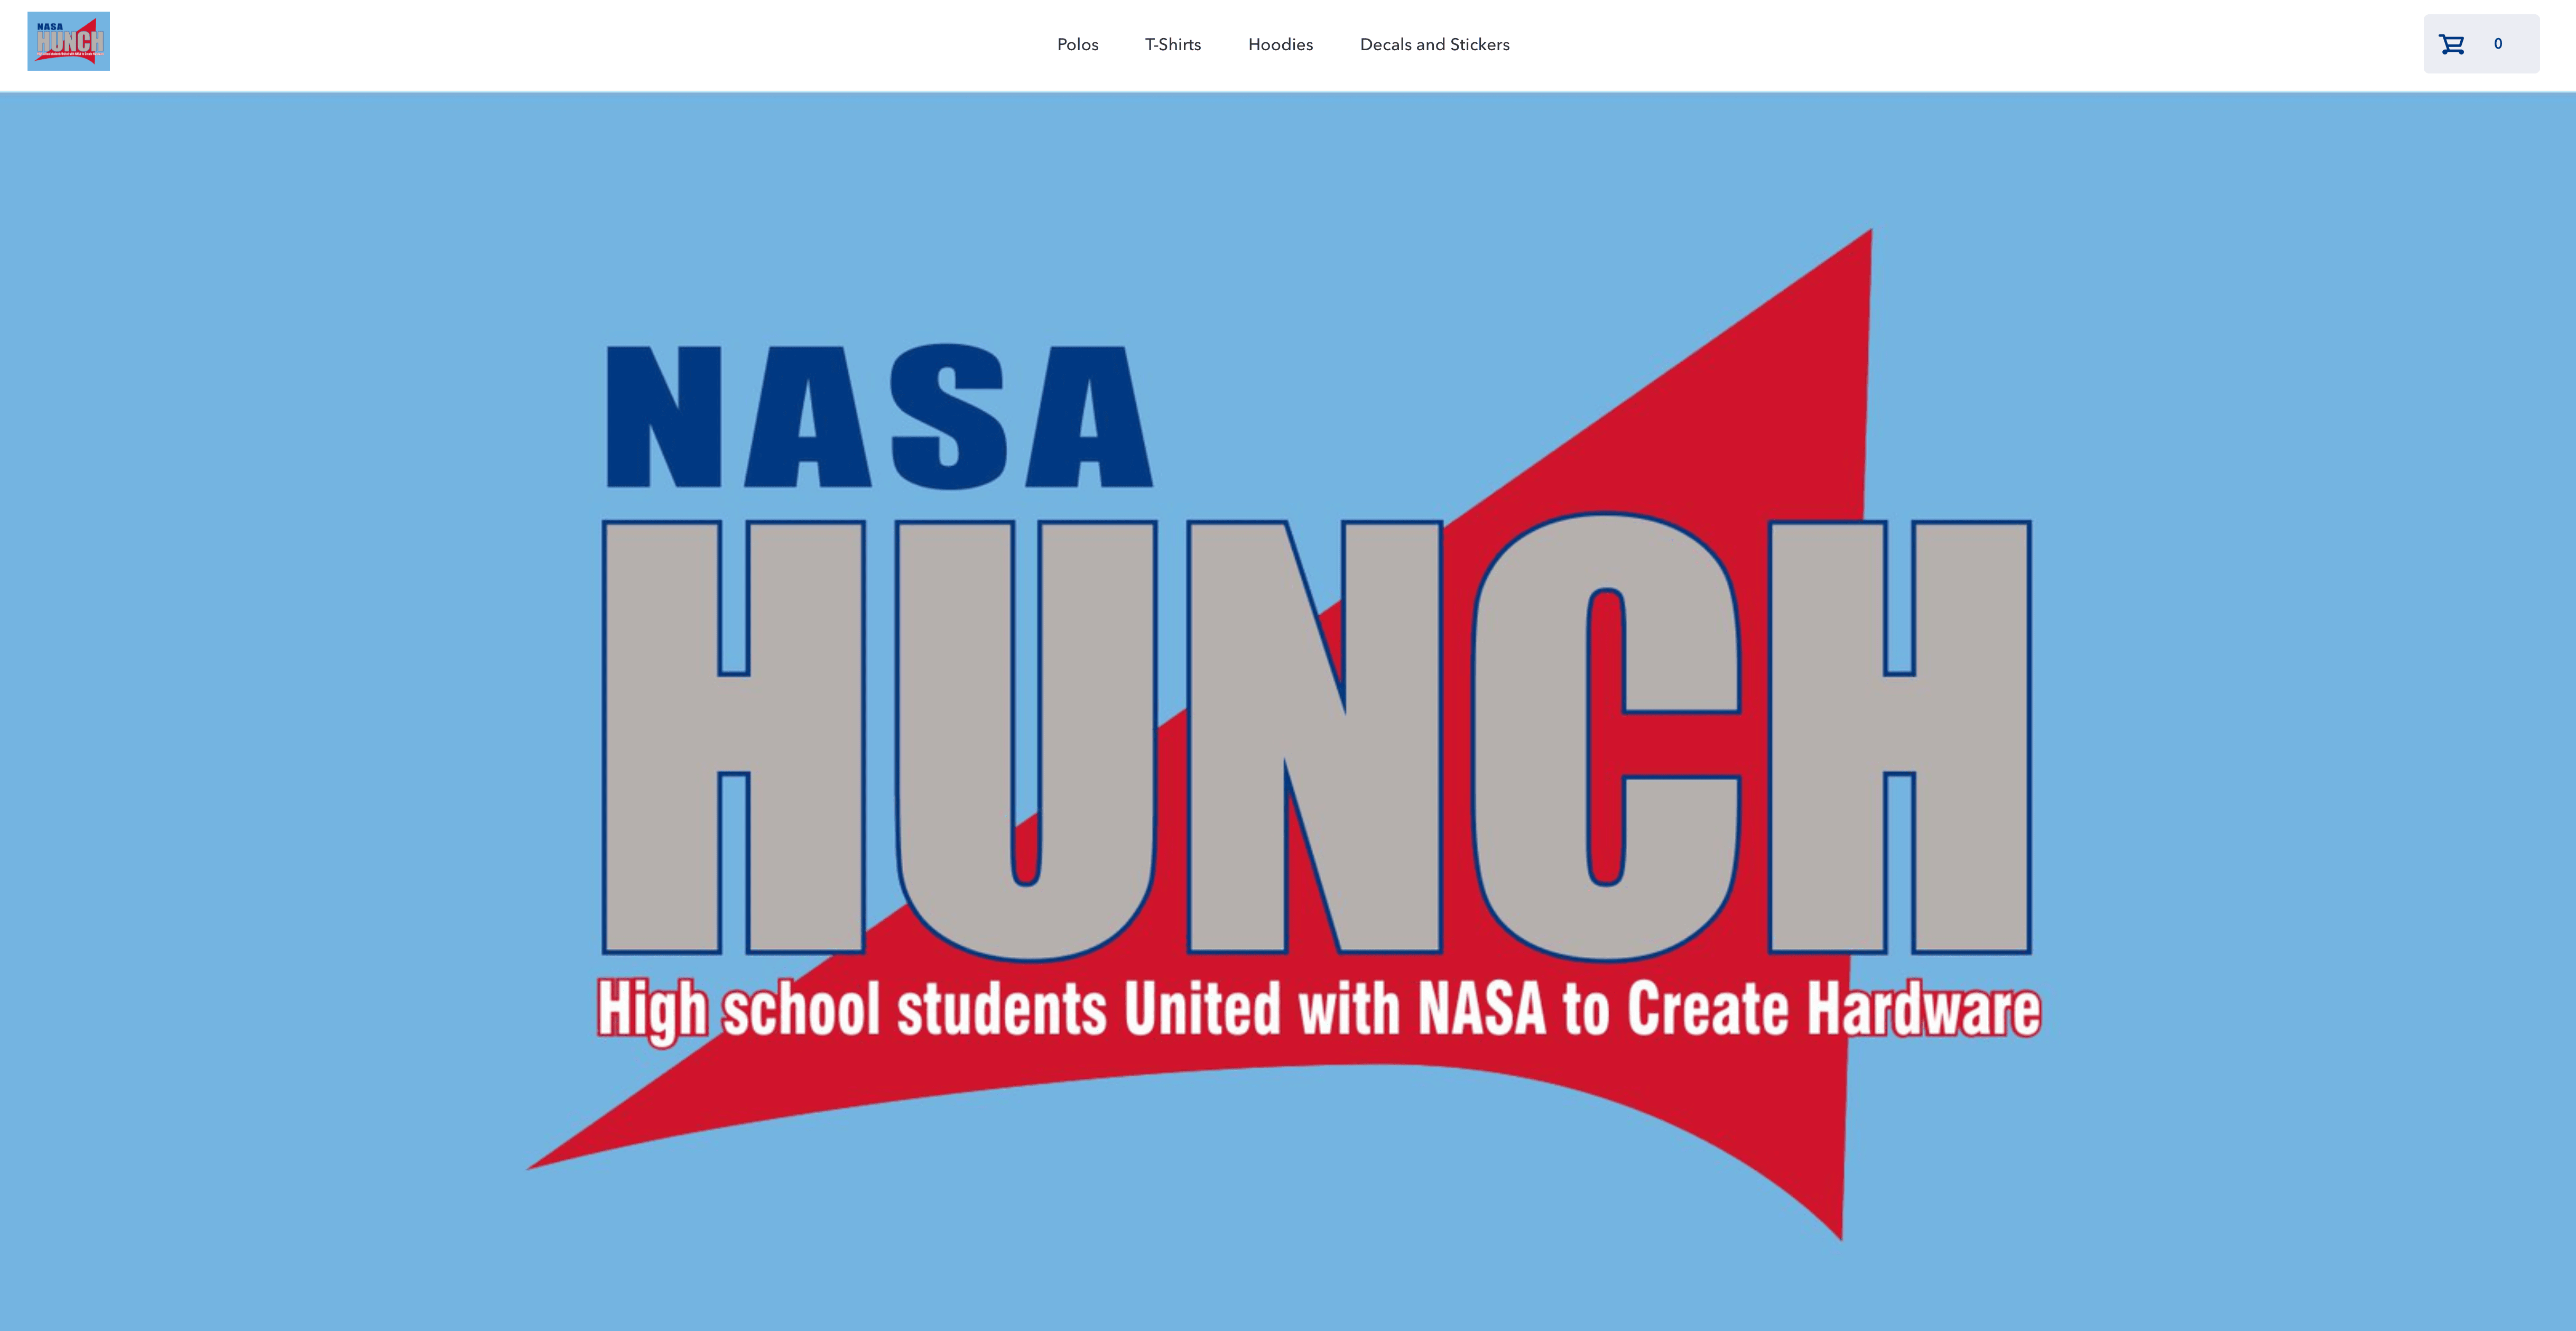 NASA
HUNCH
Polos
T-Shirts
Hoodies
Decals and Stickers
0
NASA
HUNCH
High school students United with NASA to Create Hardware